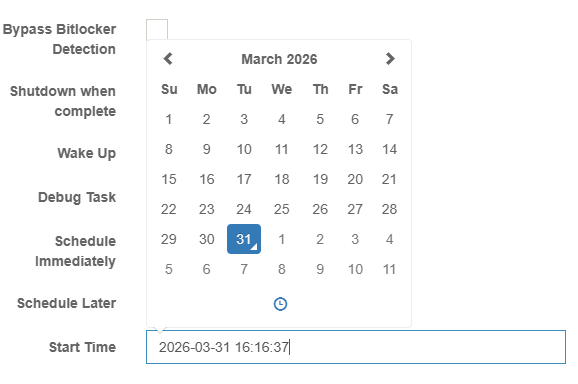 Bypass Bitlocker
Detection
Shutdown when
complete
Wake Up
Debug Task
Schedule
Immediately
Schedule Later
Start Time
March 2026
Su Mo Tu We Th Fr Sa
1 2 3 4 5 6 7
8 9 10 11 12 13 14
15 16 17 18 19 20 21
22 23 24 25 26 27 28
29 30 31 1 2 3 4
5 6 7 8 9 10 11
2026-03-31 16:16:37